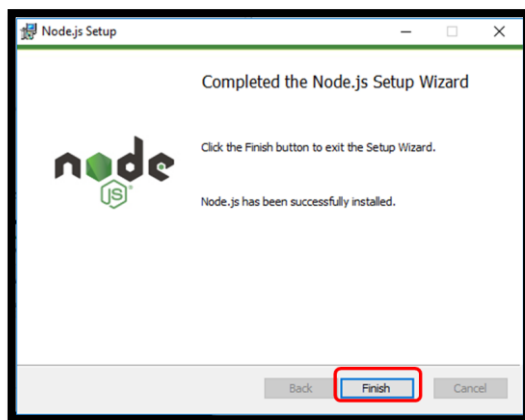 Node.js Setup
Completed the Node.js Setup Wizard
Click the Finish button to exit the Setup Wizard.
node
JS
Node.js has been successfully installed.
Back Finish Cancel